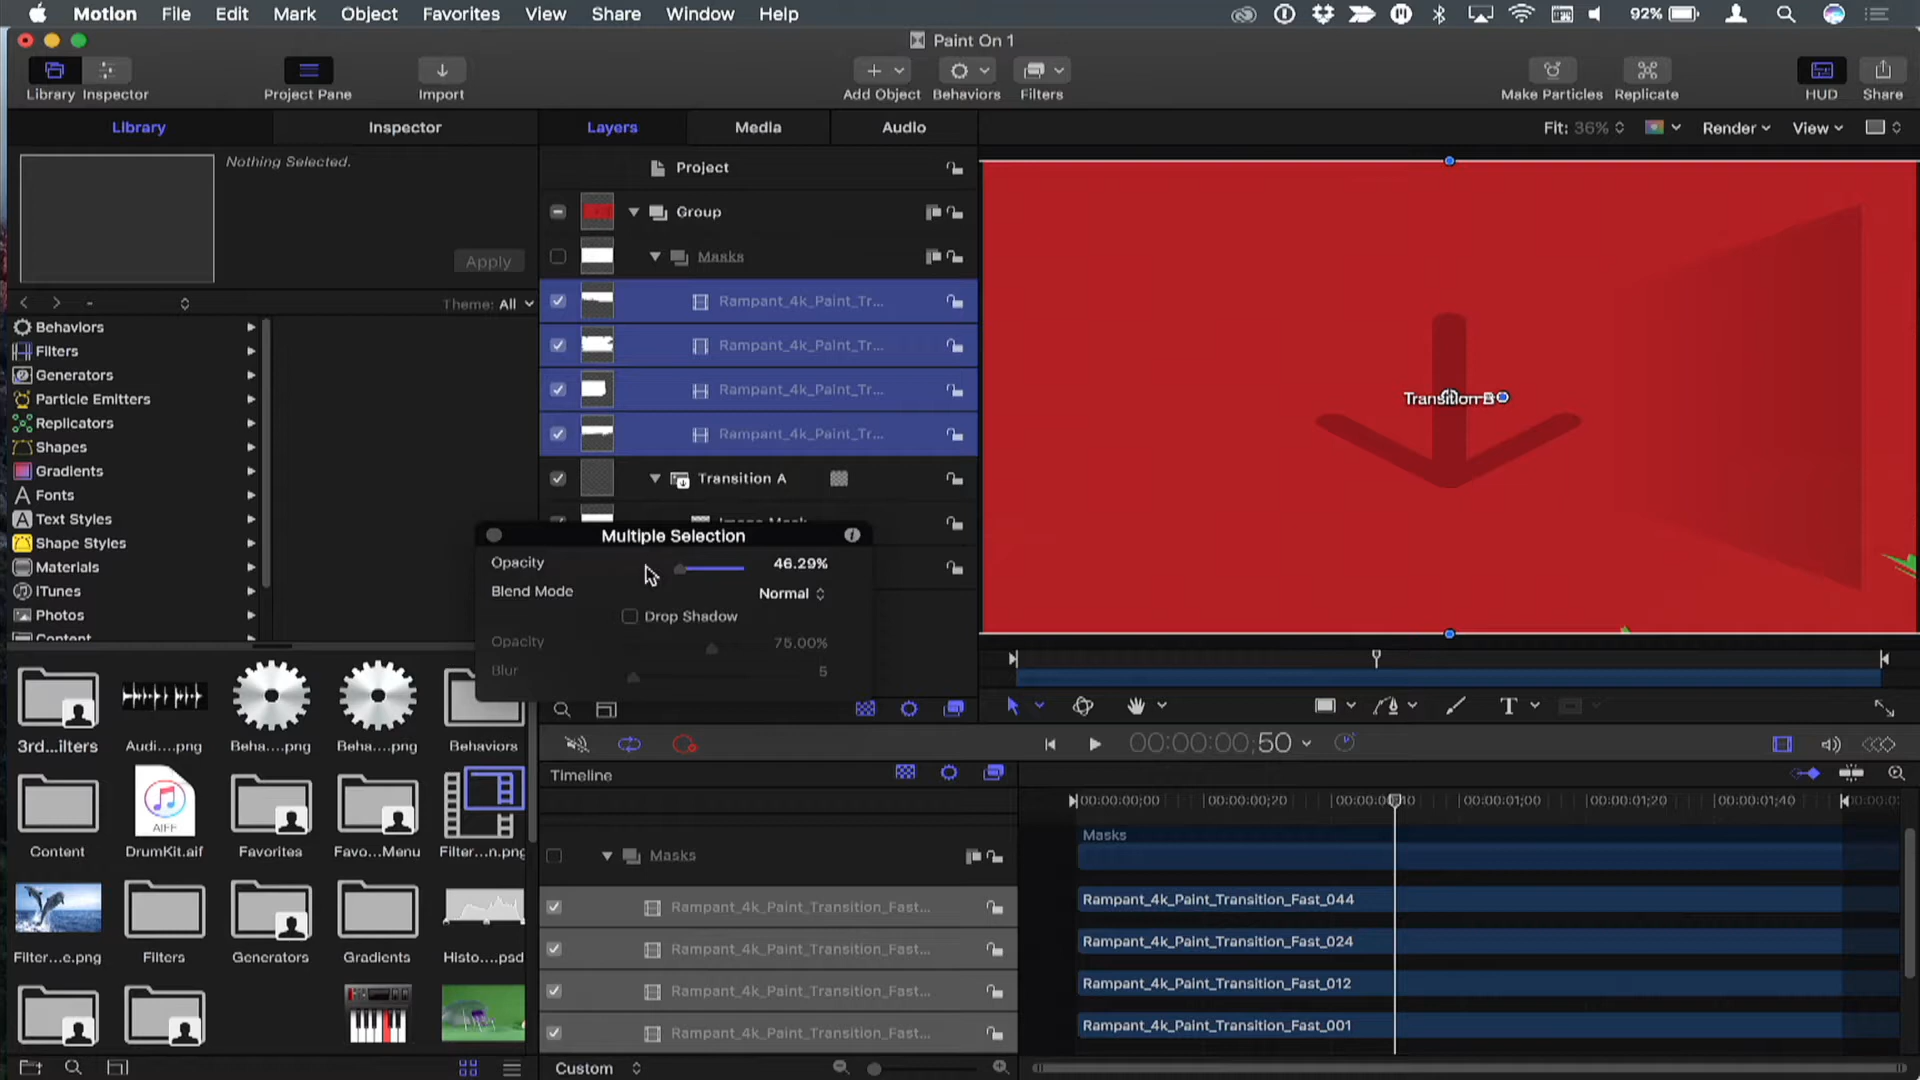 Motion File Edit Mark Object Favorites View Share Window Help 92%
Paint On 1
Library Inspector Project Pane Import Add Object Behaviors Filters Make Particles Replicate HUD Share
Library Inspector Layers Media Audio Fit: 36% Render View
Nothing Selected.
Apply
Theme: All
Behaviors
Filters
Generators
Particle Emitters
Replicators
Shapes
Gradients
Fonts
Text Styles
Shape Styles
Materials
iTunes
Photos
Content
Project
Group
Masks
Rampant_4k_Paint_Tr...
Rampant_4k_Paint_Tr...
Rampant_4k_Paint_Tr...
Rampant_4k_Paint_Tr...
Transition A
Image Mask
Transition B
Multiple Selection
Opacity 46.29%
Blend Mode Normal
Drop Shadow
Opacity 75.00%
Blur 5
3rd...ilters Audi....png Beha....png Beha....png Behaviors
AIFF
Content DrumKit.aif Favorites Favo...Menu Filter...n.png
Filter...e.png Filters Generators Gradients Histo....psd
00:00:00;50
Timeline
00:00:00;00 00:00:00;20 00:00:00;40 00:00:01;00 00:00:01;20 00:00:01;40
Masks
Masks
Rampant_4k_Paint_Transition_Fast...
Rampant_4k_Paint_Transition_Fast_044
Rampant_4k_Paint_Transition_Fast...
Rampant_4k_Paint_Transition_Fast_024
Rampant_4k_Paint_Transition_Fast...
Rampant_4k_Paint_Transition_Fast_012
Rampant_4k_Paint_Transition_Fast...
Rampant_4k_Paint_Transition_Fast_001
Custom